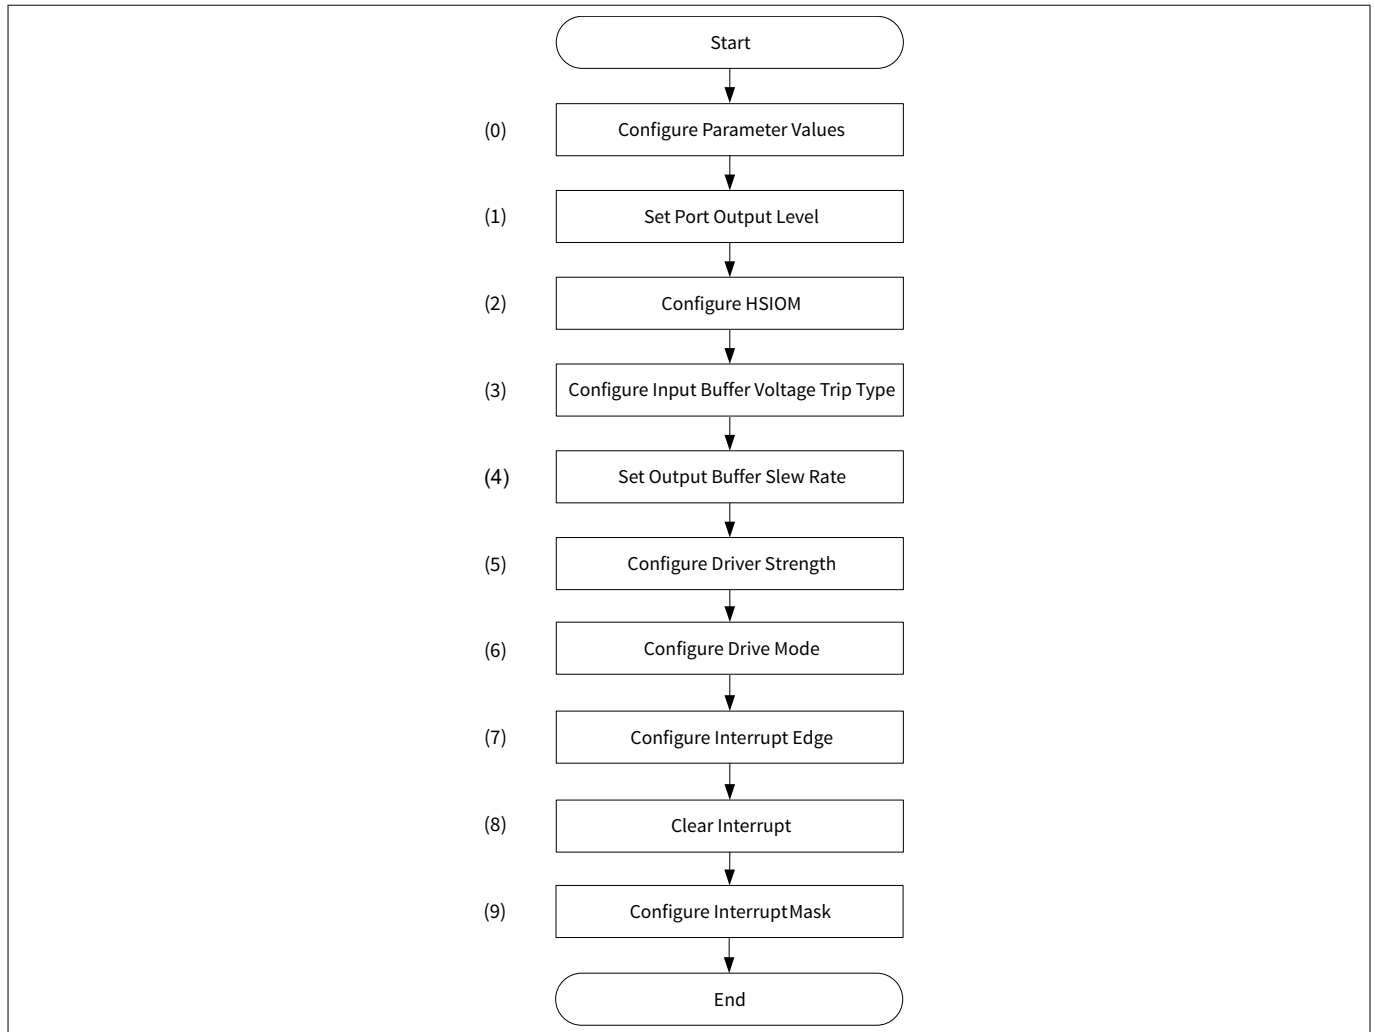 Start
(0) Configure Parameter Values
(1) Set Port Output Level
(2) Configure HSIOM
(3) Configure Input Buffer Voltage Trip Type
(4) Set Output Buffer Slew Rate
(5) Configure Driver Strength
(6) Configure Drive Mode
(7) Configure Interrupt Edge
(8) Clear Interrupt
(9) Configure Interrupt Mask
End